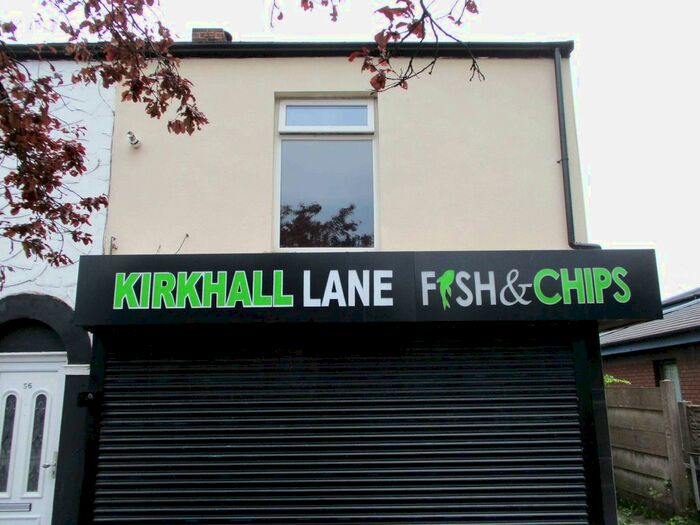 KIRKHALL LANE FISH & CHIPS
56